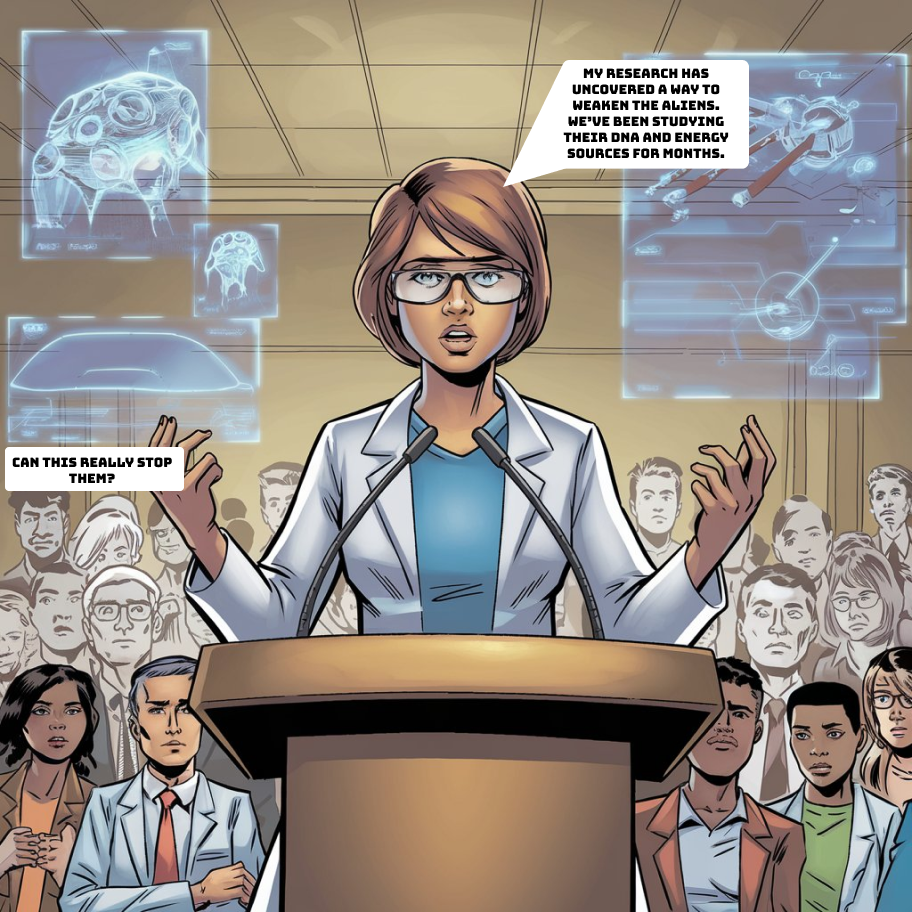 MY RESEARCH HAS
UNCOVERED A WAY TO
WEAKEN THE ALIENS.
WE'VE BEEN STUDYING
THEIR DNA AND ENERGY
SOURCES FOR MONTHS.
CAN THIS REALLY STOP
THEM?